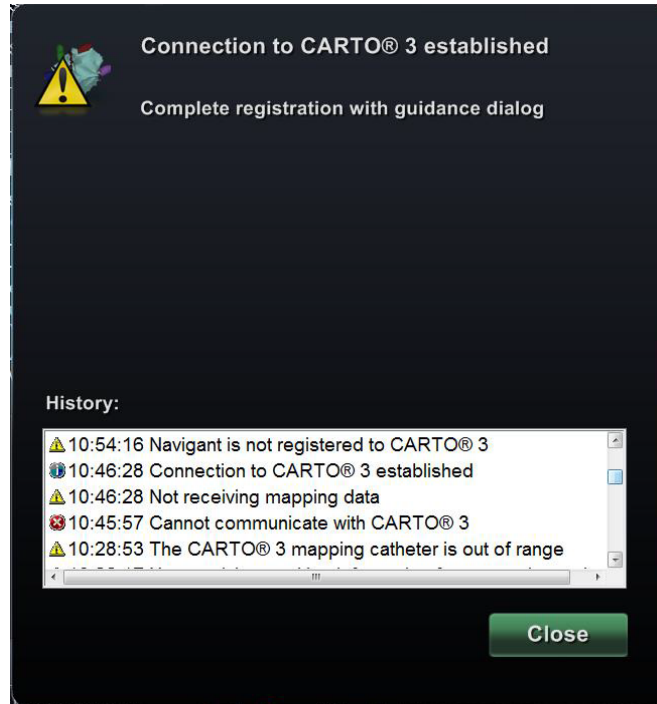 Connection to CARTO® 3 established
Complete registration with guidance dialog
History:
10:54:16 Navigant is not registered to CARTO® 3
10:46:28 Connection to CARTO® 3 established
10:46:28 Not receiving mapping data
10:45:57 Cannot communicate with CARTO® 3
10:28:53 The CARTO® 3 mapping catheter is out of range
Close